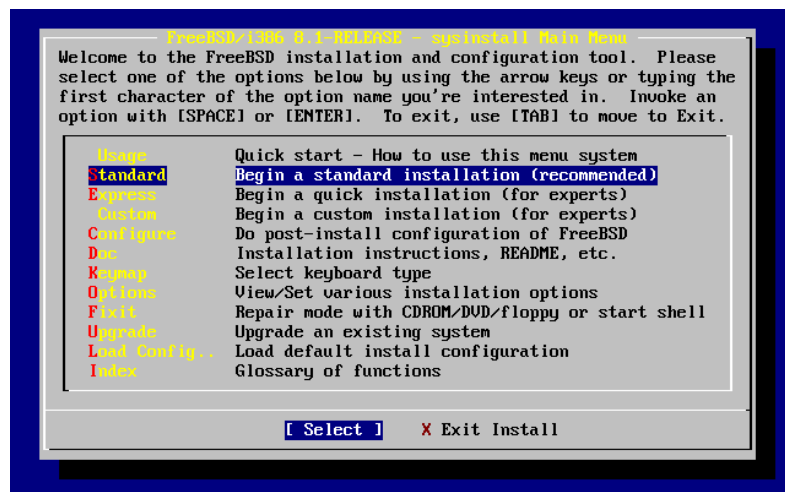 FreeBSD/i386 8.1-RELEASE - sysinstall Main Menu
Welcome to the FreeBSD installation and configuration tool.  Please
select one of the options below by using the arrow keys or typing the
first character of the option name you're interested in.  Invoke an
option with [SPACE] or [ENTER].  To exit, use [TAB] to move to Exit.
Usage Quick start - How to use this menu system
Standard Begin a standard installation (recommended)
Express Begin a quick installation (for experts)
Custom Begin a custom installation (for experts)
Configure Do post-install configuration of FreeBSD
Doc Installation instructions, README, etc.
Keymap Select keyboard type
Options View/Set various installation options
Fixit Repair mode with CDROM/DVD/floppy or start shell
Upgrade Upgrade an existing system
Load Config.. Load default install configuration
Index Glossary of functions
[ Select ] X Exit Install